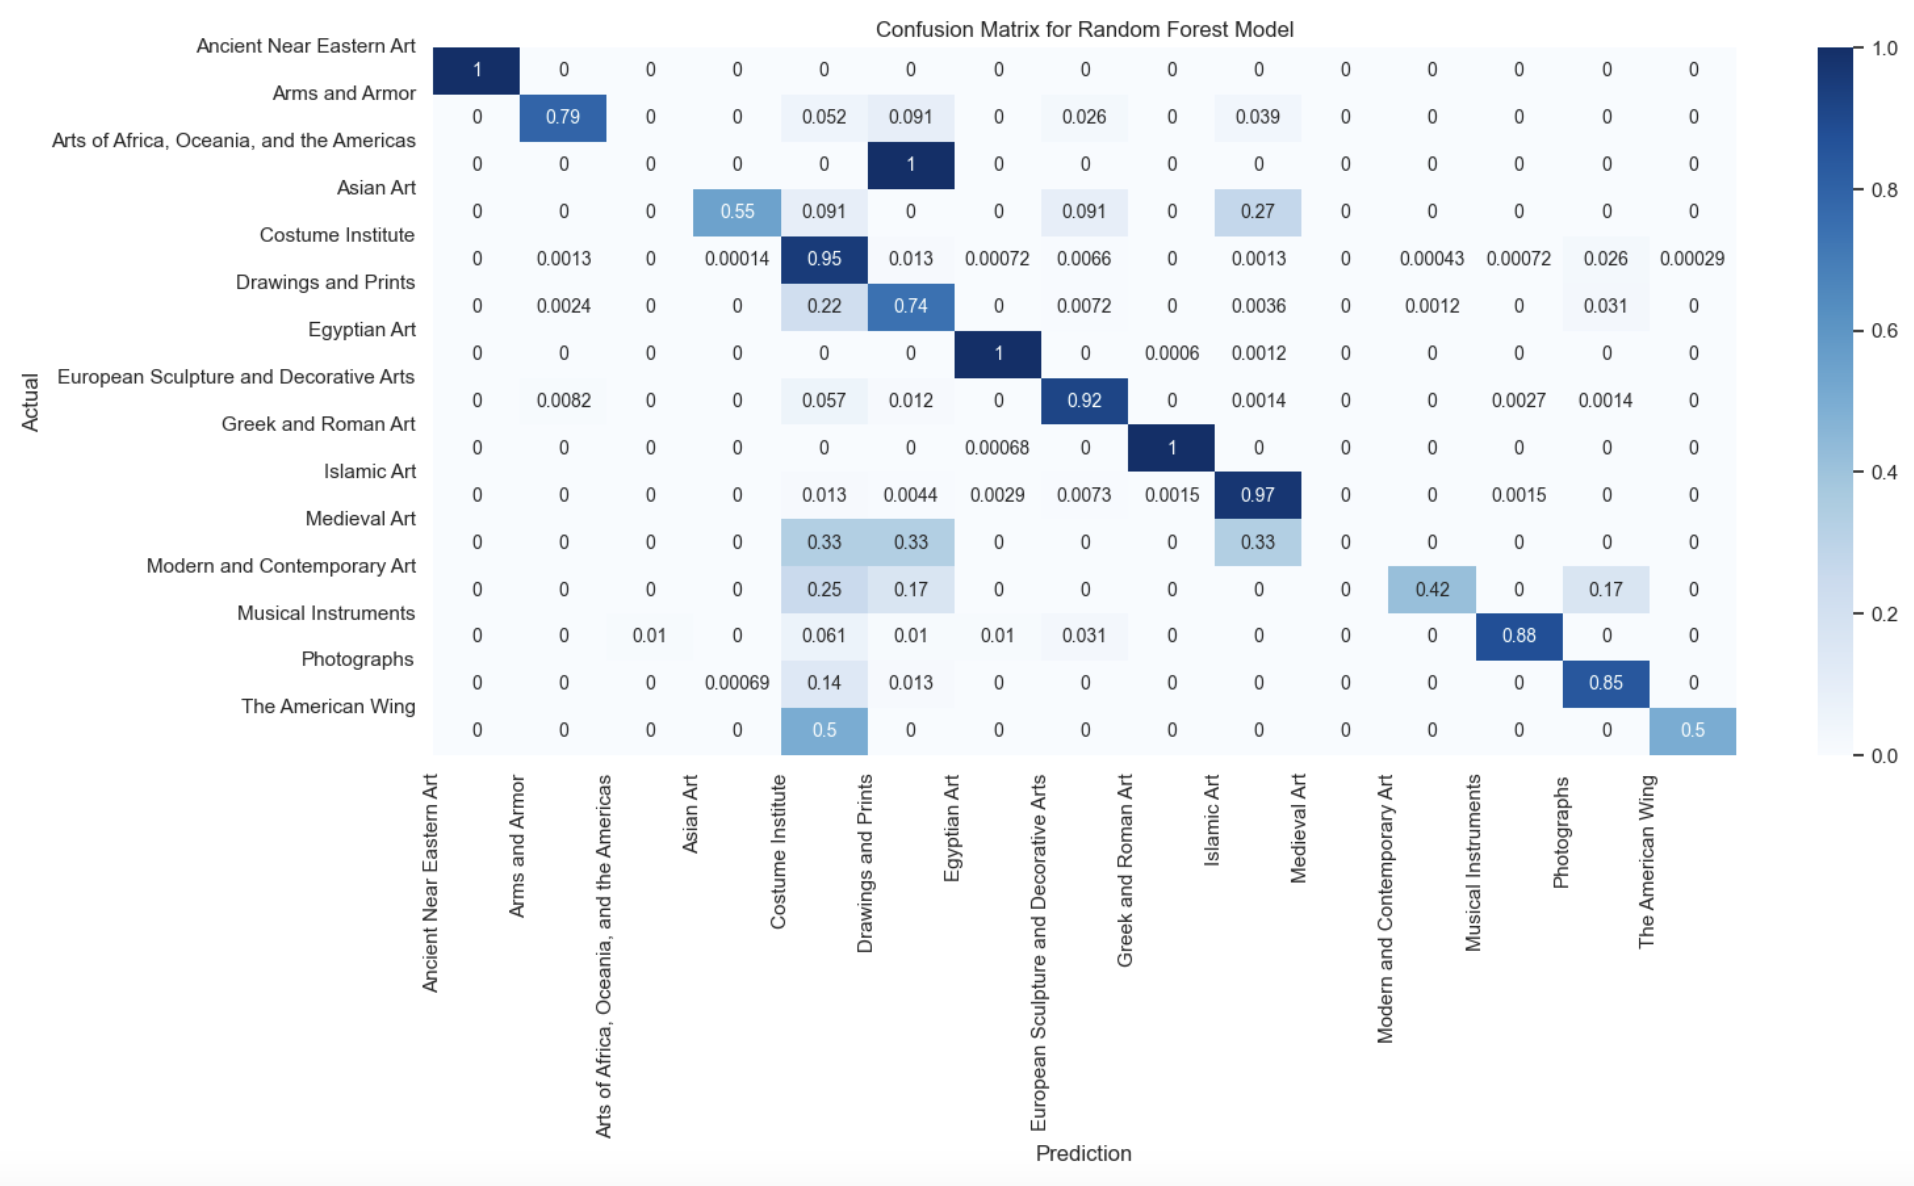 Confusion Matrix for Random Forest Model
Actual
Ancient Near Eastern Art
1 0 0 0 0 0 0 0 0 0 0 0 0 0 0
Arms and Armor
0 0.79 0 0 0.052 0.091 0 0.026 0 0.039 0 0 0 0 0
Arts of Africa, Oceania, and the Americas
0 0 0 0 0 1 0 0 0 0 0 0 0 0 0
Asian Art
0 0 0 0.55 0.091 0 0 0.091 0 0.27 0 0 0 0 0
Costume Institute
0 0.0013 0 0.00014 0.95 0.013 0.00072 0.0066 0 0.0013 0 0.00043 0.00072 0.026 0.00029
Drawings and Prints
0 0.0024 0 0 0.22 0.74 0 0.0072 0 0.0036 0 0.0012 0 0.031 0
Egyptian Art
0 0 0 0 0 0 1 0 0.0006 0.0012 0 0 0 0 0
European Sculpture and Decorative Arts
0 0.0082 0 0 0.057 0.012 0 0.92 0 0.0014 0 0 0.0027 0.0014 0
Greek and Roman Art
0 0 0 0 0 0 0.00068 0 1 0 0 0 0 0 0
Islamic Art
0 0 0 0 0.013 0.0044 0.0029 0.0073 0.0015 0.97 0 0 0.0015 0 0
Medieval Art
0 0 0 0 0.33 0.33 0 0 0 0.33 0 0 0 0 0
Modern and Contemporary Art
0 0 0 0 0.25 0.17 0 0 0 0 0 0.42 0 0.17 0
Musical Instruments
0 0 0.01 0 0.061 0.01 0.01 0.031 0 0 0 0 0.88 0 0
Photographs
0 0 0 0.00069 0.14 0.013 0 0 0 0 0 0 0 0.85 0
The American Wing
0 0 0 0 0.5 0 0 0 0 0 0 0 0 0 0.5
Ancient Near Eastern Art
Arms and Armor
Arts of Africa, Oceania, and the Americas
Asian Art
Costume Institute
Drawings and Prints
Egyptian Art
European Sculpture and Decorative Arts
Greek and Roman Art
Islamic Art
Medieval Art
Modern and Contemporary Art
Musical Instruments
Photographs
The American Wing
Prediction
1.0
0.8
0.6
0.4
0.2
0.0